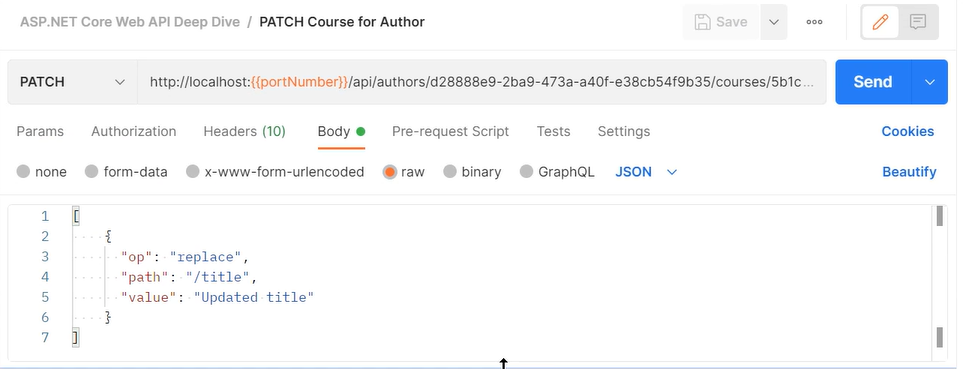 ASP.NET Core Web API Deep Dive / PATCH Course for Author
Save
PATCH
http://localhost:{{portNumber}}/api/authors/d28888e9-2ba9-473a-a40f-e38cb54f9b35/courses/5b1c...
Send
Params Authorization Headers (10) Body Pre-request Script Tests Settings Cookies
none form-data x-www-form-urlencoded raw binary GraphQL JSON Beautify
1 [
2 {
3 "op": "replace",
4 "path": "/title",
5 "value": "Updated title"
6 }
7 ]